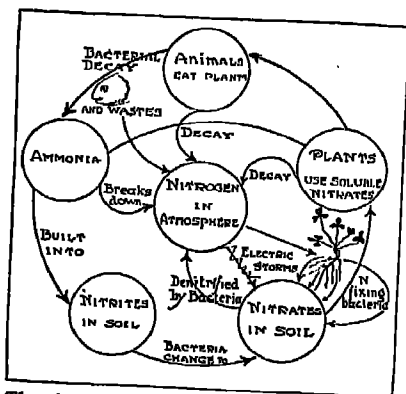 BACTERIAL
DECAY
N
AND WASTES
ANIMALS
EAT PLANTS
DECAY
AMMONIA
Breaks
down
NITROGEN
IN
ATMOSPHERE
DECAY
PLANTS
USE SOLUBLE
NITRATES
BUILT
INTO
ELECTRIC
STORMS
Denitrified
by Bacteria
N
fixing
bacteria
NITRITES
IN SOIL
NITRATES
IN SOIL
BACTERIA
CHANGE TO